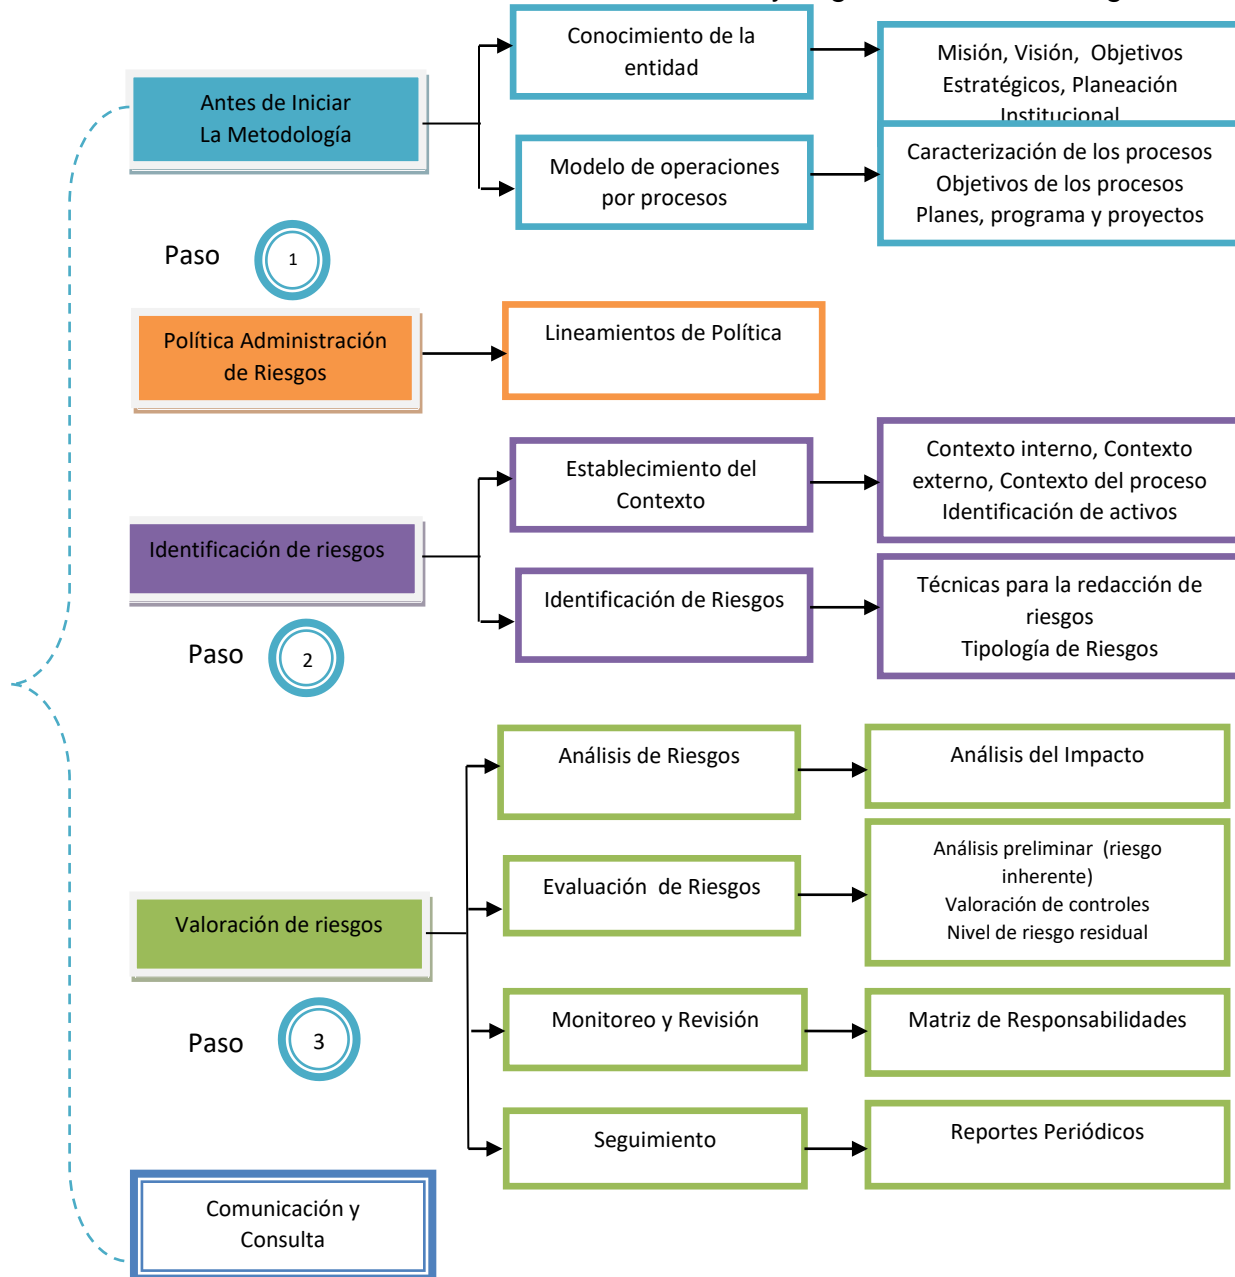 Conocimiento de la
entidad
Misión, Visión, Objetivos
Estratégicos, Planeación
Institucional
Antes de Iniciar
La Metodología
Modelo de operaciones
por procesos
Caracterización de los procesos
Objetivos de los procesos
Planes, programa y proyectos
Paso 1
Política Administración
de Riesgos
Lineamientos de Política
Establecimiento del
Contexto
Contexto interno, Contexto
externo, Contexto del proceso
Identificación de activos
Identificación de riesgos
Identificación de Riesgos
Técnicas para la redacción de
riesgos
Tipología de Riesgos
Paso 2
Análisis de Riesgos
Análisis del Impacto
Evaluación de Riesgos
Análisis preliminar (riesgo
inherente)
Valoración de controles
Nivel de riesgo residual
Valoración de riesgos
Monitoreo y Revisión
Matriz de Responsabilidades
Paso 3
Seguimiento
Reportes Periódicos
Comunicación y
Consulta